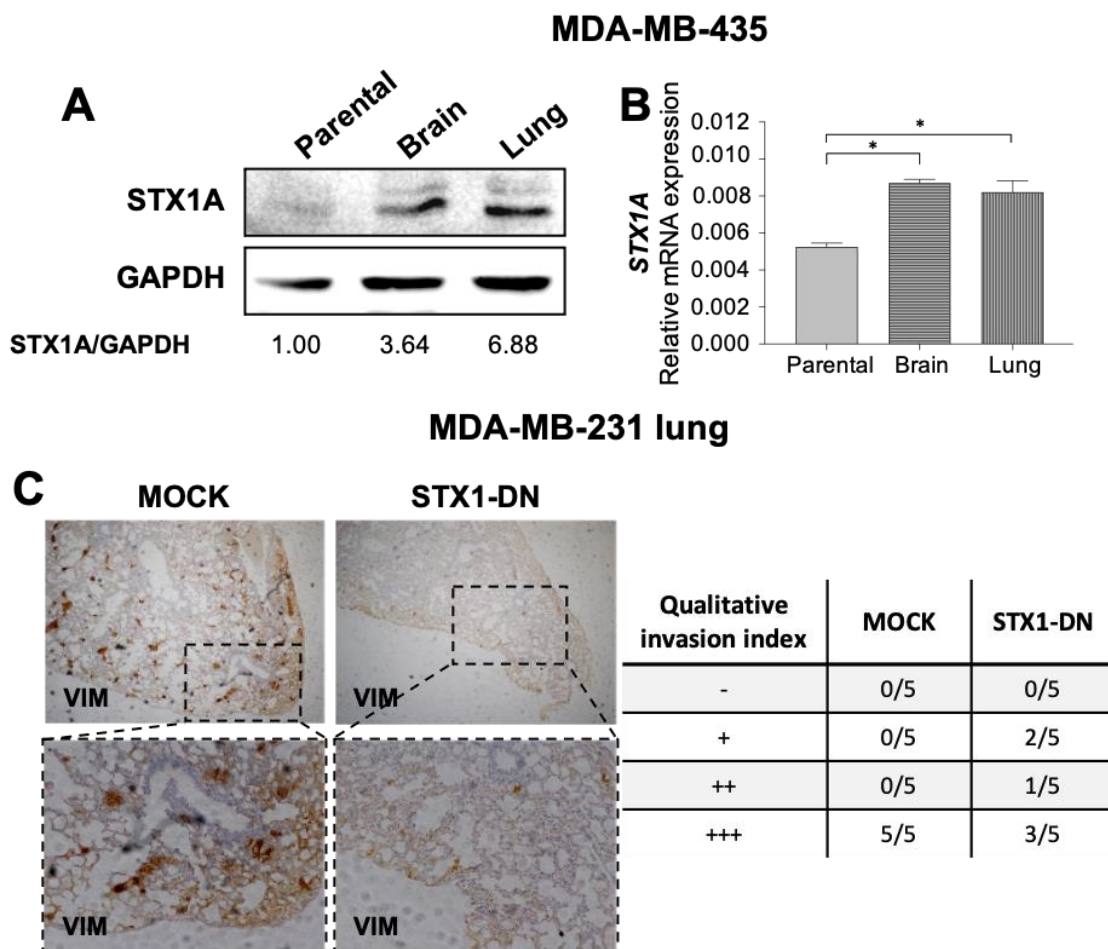 MDA-MB-435
A
Parental
Brain
Lung
STX1A
GAPDH
STX1A/GAPDH 1.00 3.64 6.88
B
STX1A
Relative mRNA expression
0.012
0.010
0.008
0.006
0.004
0.002
0.000
*
*
Parental Brain Lung
MDA-MB-231 lung
C
MOCK STX1-DN
VIM VIM
VIM VIM
Qualitative
invasion index MOCK STX1-DN
- 0/5 0/5
+ 0/5 2/5
++ 0/5 1/5
+++ 5/5 3/5